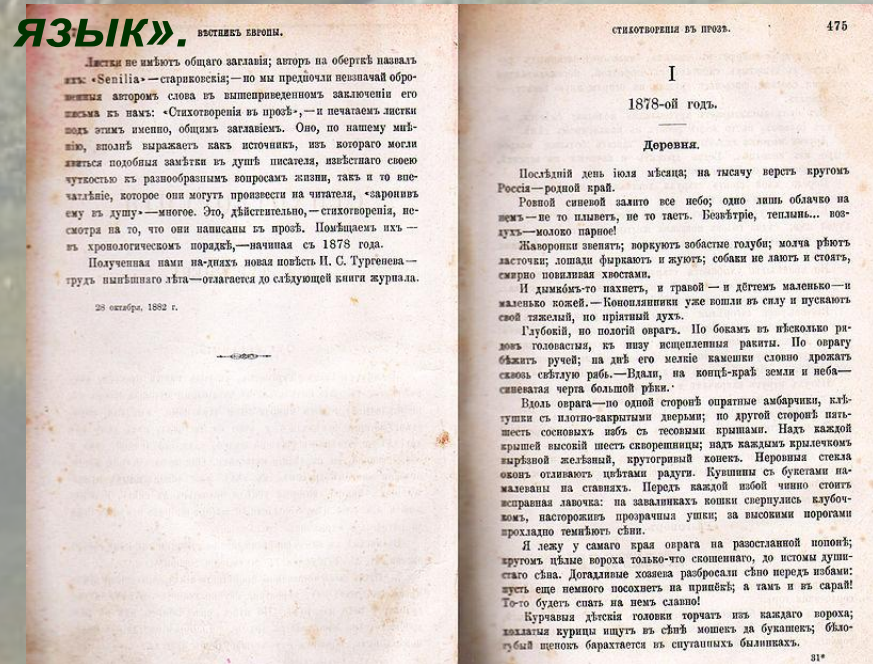 ЯЗЫК».
ВѢСТНИКЪ ЕВРОПЫ.
Листки не имѣютъ общаго заглавія; авторъ на оберткѣ назвалъ
ихъ: «Senilia»—стариковскія;—но мы предпочли невзначай обро-
ненныя авторомъ слова въ вышеприведенномъ заключеніи его
письма къ намъ: «Стихотворенія въ прозѣ»,—и печатаемъ листки
подъ этимъ именно, общимъ заглавіемъ. Оно, по нашему мнѣ-
нію, вполнѣ выражаетъ какъ источникъ, изъ котораго могли
явиться подобныя замѣтки въ душѣ писателя, извѣстнаго своею
чуткостью къ разнообразнымъ вопросамъ жизни, такъ и то впе-
чатлѣніе, которое они могутъ произвести на читателя, «заронивъ
ему въ душу»—многое. Это, дѣйствительно,—стихотворенія, не-
смотря на то, что они написаны въ прозѣ. Помѣщаемъ ихъ —
въ хронологическомъ порядкѣ,—начиная съ 1878 года.
Полученная нами на-дняхъ новая повѣсть И. С. Тургенева—
трудъ нынѣшняго лѣта—отлагается до слѣдующей книги журнала.
28 октября, 1882 г.
СТИХОТВОРЕНІЯ ВЪ ПРОЗѢ.
475
I
1878-ой годъ.
Деревня.
Послѣдній день іюля мѣсяца; на тысячу верстъ кругомъ
Россія—родной край.
Ровной синевой залито все небо; одно лишь облачко на
немъ—не то плыветъ, не то таетъ. Безвѣтріе, теплынь... воз-
духъ—молоко парное!
Жаворонки звенятъ; воркуютъ зобастые голуби; молча рѣютъ
ласточки; лошади фыркаютъ и жуютъ; собаки не лаютъ и стоятъ,
смирно повиливая хвостами.
И дымкомъ-то пахнетъ, и травой — и дегтемъ маленько—и
маленько кожей.—Конопляники уже вошли въ силу и пускаютъ
свой тяжелый, но пріятный духъ.
Глубокій, но пологій оврагъ. По бокамъ въ нѣсколько ря-
довъ головастыя, къ низу исщепленныя ракиты. По оврагу
бѣжитъ ручей; на днѣ его мелкіе камешки словно дрожатъ
сквозь свѣтлую рябь.—Вдали, на концѣ-краѣ земли и неба—
синеватая черта большой рѣки.
Вдоль оврага—по одной сторонѣ опрятные амбарчики, клѣ-
тушки съ плотно-закрытыми дверьми; по другой сторонѣ пять-
шесть сосновыхъ избъ съ тесовыми крышами. Надъ каждой
крышей высокій шестъ скворешницы; надъ каждымъ крылечкомъ
вырѣзной желѣзный, крутогривый конекъ. Неровныя стекла
оконъ отливаютъ цвѣтами радуги. Кувшины съ букетами на-
малеваны на ставняхъ. Передъ каждой избой чинно стоитъ
исправная лавочка: на завалинкахъ кошки свернулись клубоч-
комъ, настороживъ прозрачныя ушки; за высокими порогами
прохладно темнѣютъ сѣни.
Я лежу у самаго края оврага на разостланной попонѣ;
кругомъ цѣлые вороха только-что скошеннаго, до истомы души-
стаго сѣна. Догадливые хозяева разбросали сѣно передъ избами:
пусть еще немного посохнетъ на припёкѣ; а тамъ и въ сарай!
То-то будетъ спать на немъ славно!
Курчавыя дѣтскія головки торчатъ изъ каждаго вороха;
хохлатыя курицы ищутъ въ сѣнѣ мошекъ да букашекъ; бѣло-
губый щенокъ барахтается въ спутанныхъ былинкахъ.
31*